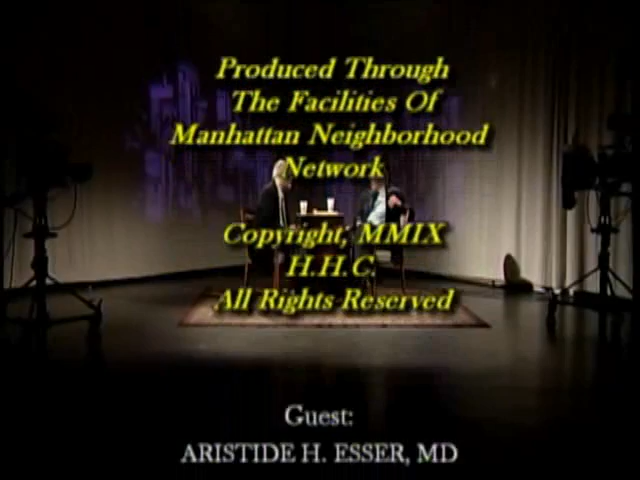 Produced Through
The Facilities Of
Manhattan Neighborhood
Network
Copyright, MMIX
H.H.C.
All Rights Reserved
Guest:
ARISTIDE H. ESSER, MD